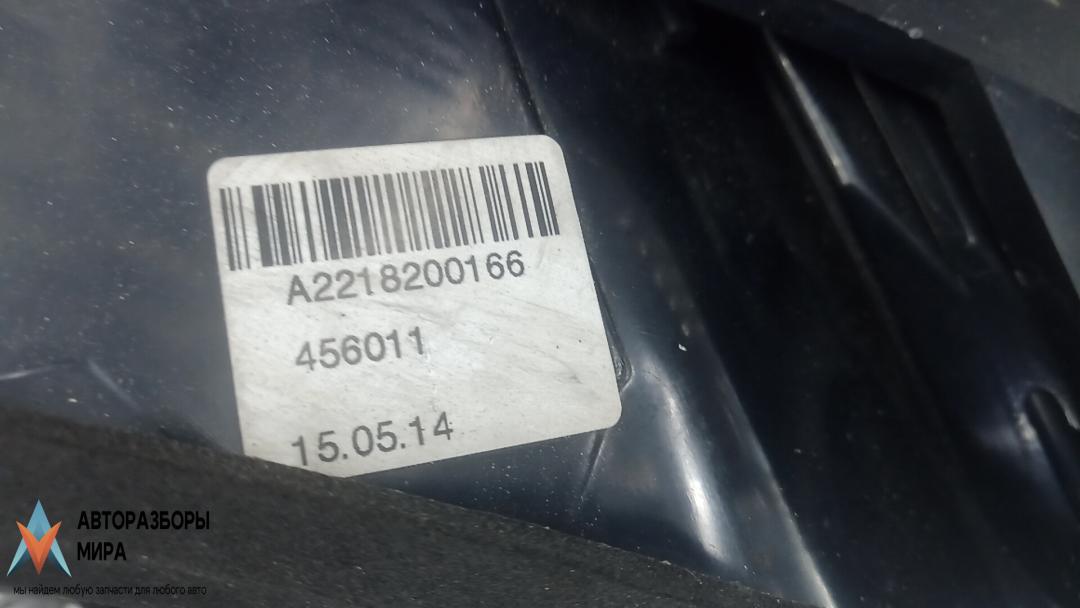 A2218200166
456011
15.05.14
АВТОРАЗБОРЫ
МИРА
мы найдем любую запчасти для любого авто